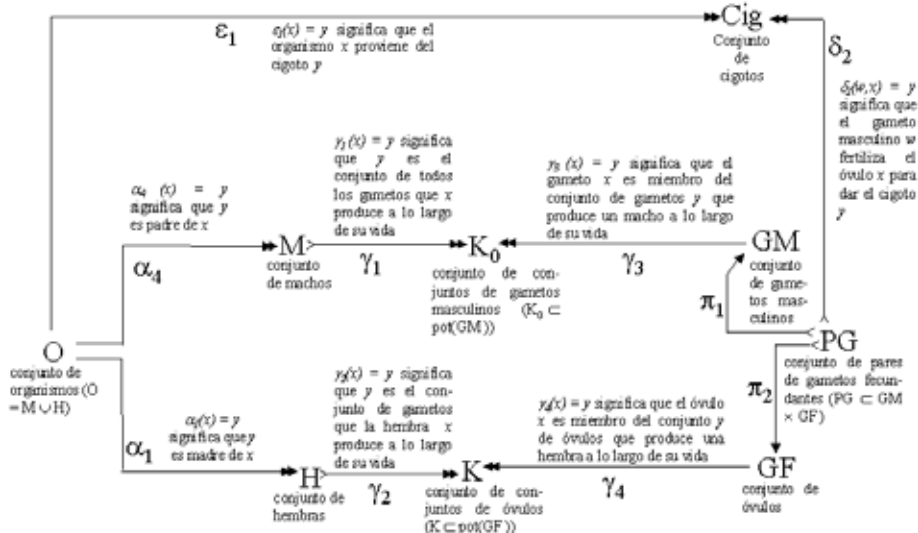 Cig
Conjunto
de
cigotos
ε1
ε1(x) = y significa que el
organismo x proviene del
cigoto y
δ2
δ2(w,x) = y
significa que
el gameto
masculino w
fertiliza el
óvulo x para
dar el cigoto
y
γ1 (x) = y significa
que y es el
conjunto de todos
los gametos que x
produce a lo largo
de su vida
γ3 (x) = y significa que el
gameto x es miembro del
conjunto de gametos y que
produce un macho a lo largo
de su vida
α4 (x) = y
significa que y
es padre de x
α4
M
conjunto
de machos
γ1
K0
conjunto de con-
juntos de gametos
masculinos (K0 ⊂
pot(GM))
γ3
GM
conjunto
de game-
tos mas-
culinos
π1
O
conjunto de
organismos (O
= M ∪ H)
PG
conjunto de pares
de gametos fecun-
dantes (PG ⊂ GM
× GF)
π2
γ2(x) = y significa
que y es el con-
junto de gametos
que la hembra x
produce a lo largo
de su vida
γ4(x) = y significa que el óvulo
x es miembro del conjunto y
de óvulos que produce una
hembra a lo largo de su vida
α1(x) = y
significa que y
es madre de x
α1
H
conjunto de
hembras
γ2
K
conjunto de con-
juntos de óvulos
(K ⊂ pot(GF))
γ4
GF
conjunto de
óvulos